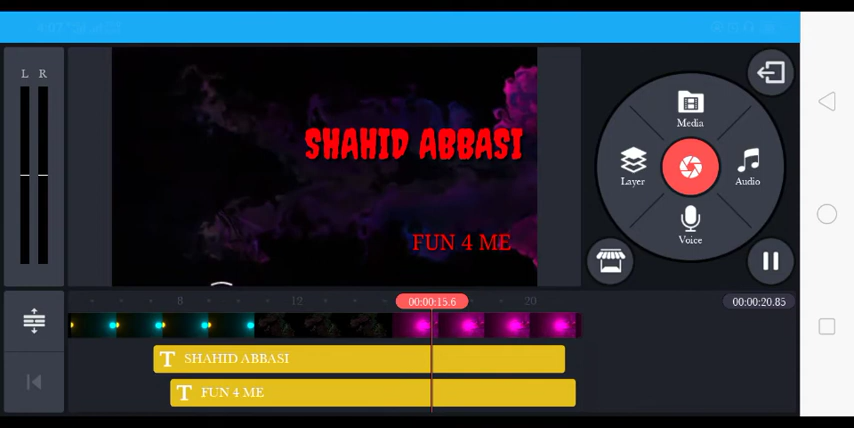 L R
SHAHID ABBASI
FUN 4 ME
Media
Layer
Audio
Voice
8
12
00:00:15.6
20
00:00:20.85
T SHAHID ABBASI
T FUN 4 ME